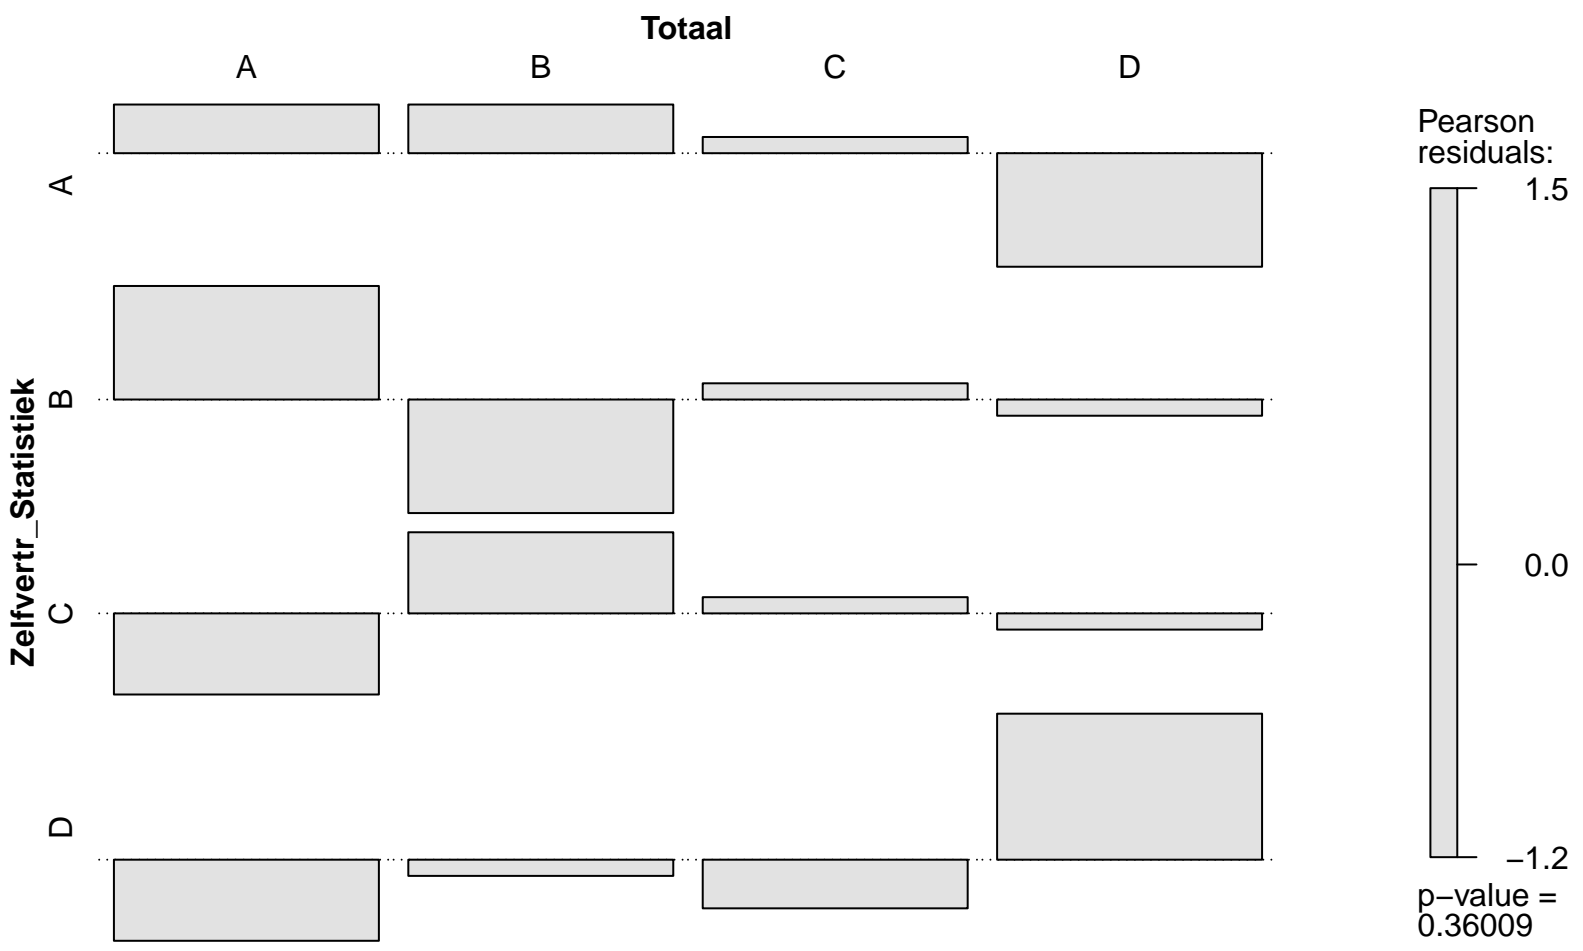 Totaal
A B C D
Zelfvertr_Statistiek
A
B
C
D
Pearson
residuals:
1.5
0.0
−1.2
p−value =
0.36009